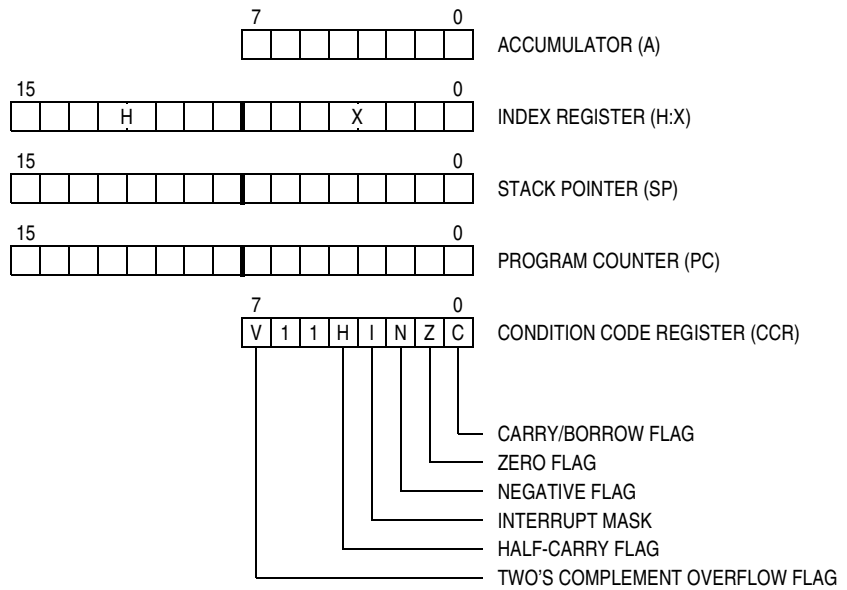 7 0
ACCUMULATOR (A)
15 0
H X INDEX REGISTER (H:X)
15 0
STACK POINTER (SP)
15 0
PROGRAM COUNTER (PC)
7 0
V 1 1 H I N Z C CONDITION CODE REGISTER (CCR)
CARRY/BORROW FLAG
ZERO FLAG
NEGATIVE FLAG
INTERRUPT MASK
HALF-CARRY FLAG
TWO'S COMPLEMENT OVERFLOW FLAG